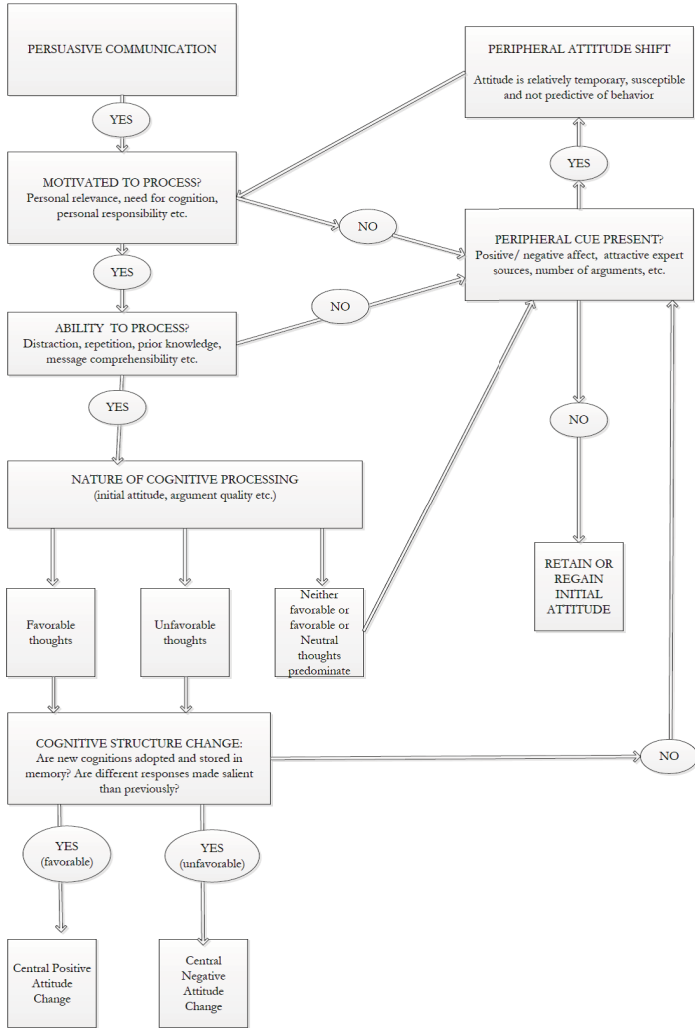 PERSUASIVE COMMUNICATION
YES
MOTIVATED TO PROCESS?
Personal relevance, need for cognition,
personal responsibility etc.
YES
ABILITY TO PROCESS?
Distraction, repetition, prior knowledge,
message comprehensibility etc.
YES
NATURE OF COGNITIVE PROCESSING
(initial attitude, argument quality etc.)
Favorable
thoughts
Unfavorable
thoughts
Neither
favorable or
favorable or
Neutral
thoughts
predominate
COGNITIVE STRUCTURE CHANGE:
Are new cognitions adopted and stored in
memory? Are different responses made salient
than previously?
YES
(favorable)
YES
(unfavorable)
Central Positive
Attitude
Change
Central
Negative
Attitude
Change
PERIPHERAL ATTITUDE SHIFT
Attitude is relatively temporary, susceptible
and not predictive of behavior
YES
NO
PERIPHERAL CUE PRESENT?
Positive/ negative affect, attractive expert
sources, number of arguments, etc.
NO
NO
RETAIN OR
REGAIN
INITIAL
ATTITUDE
NO